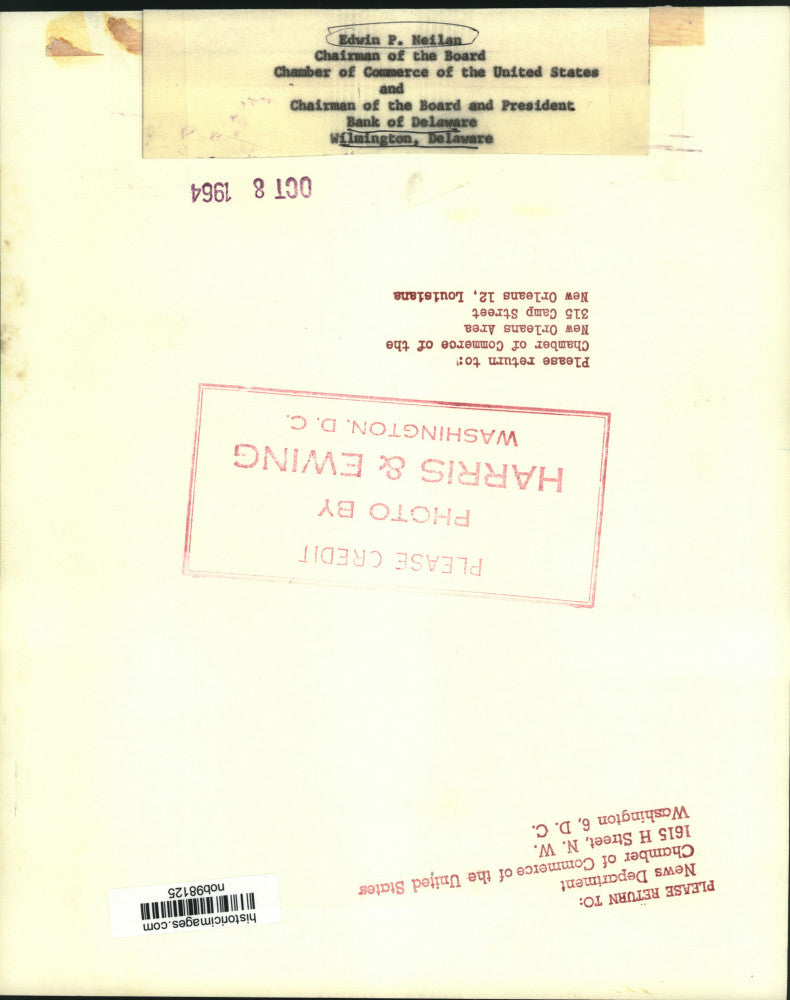 Edwin P. Neilan
Chairman of the Board
Chamber of Commerce of the United States
and
Chairman of the Board and President
Bank of Delaware
Wilmington, Delaware
OCT 8 1964
Please return to:
Chamber of Commerce of the
New Orleans Area
315 Camp Street
New Orleans 12, Louisiana
PLEASE CREDIT
PHOTO BY
HARRIS & EWING
WASHINGTON, D. C.
PLEASE RETURN TO:
News Department
Chamber of Commerce of the United States
1615 H Street, N. W.
Washington 6, D. C.
historicimages.com
nob98125